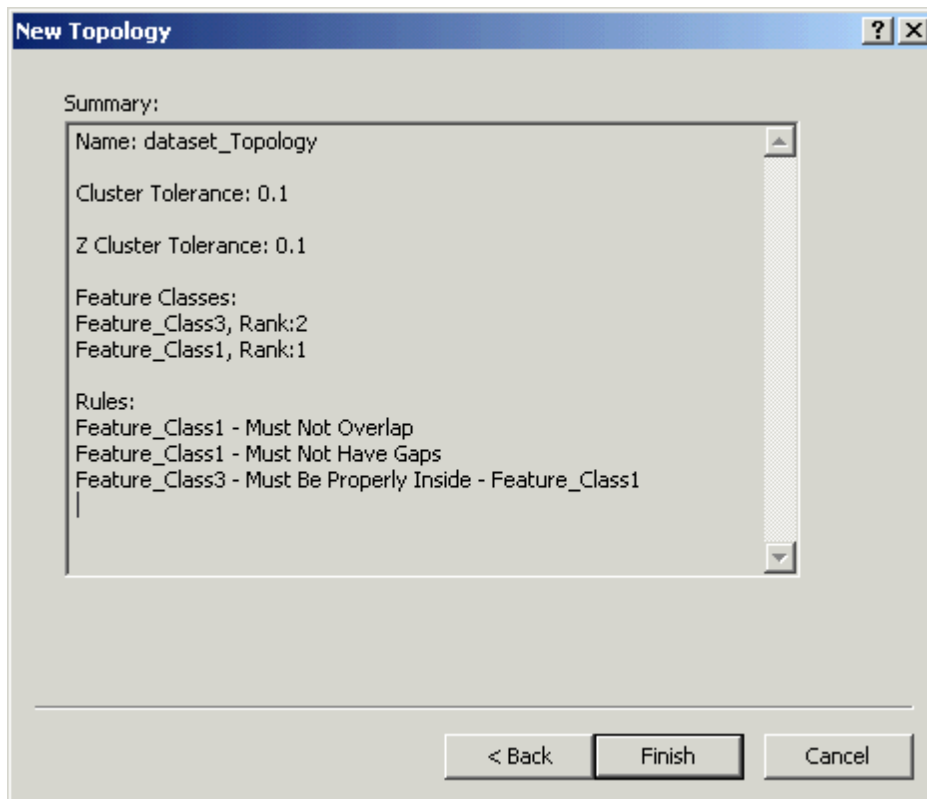 New Topology
Summary:
Name: dataset_Topology
Cluster Tolerance: 0.1
Z Cluster Tolerance: 0.1
Feature Classes:
Feature_Class3, Rank:2
Feature_Class1, Rank:1
Rules:
Feature_Class1 - Must Not Overlap
Feature_Class1 - Must Not Have Gaps
Feature_Class3 - Must Be Properly Inside - Feature_Class1
< Back Finish Cancel